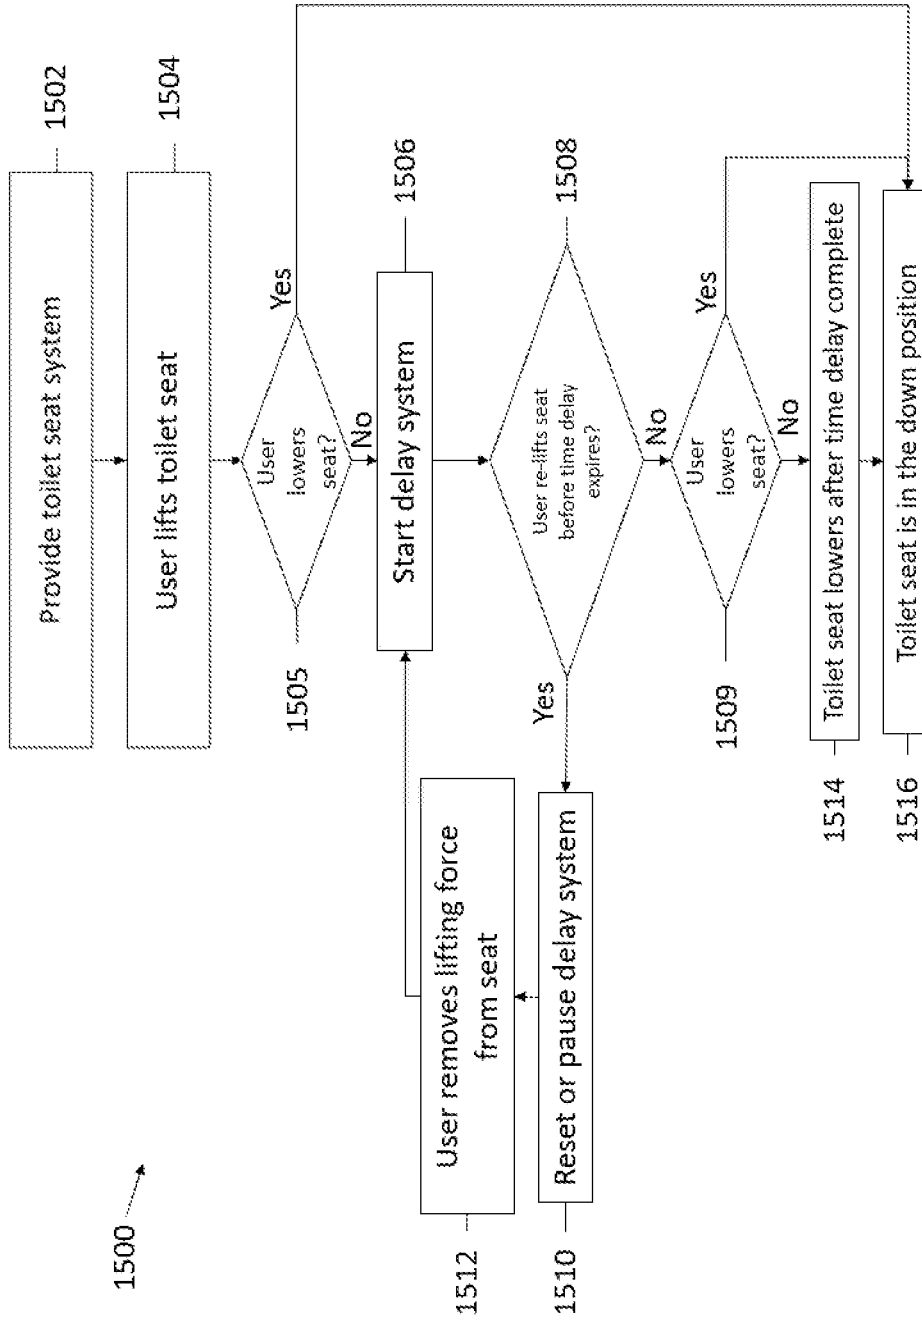 1500
Provide toilet seat system
1502
User lifts toilet seat
1504
User
lowers
seat?
1505
Yes
No
Start delay system
1506
User re-lifts seat
before time delay
expires?
1508
Yes
No
User removes lifting force
from seat
1512
Reset or pause delay system
1510
User
lowers
seat?
1509
Yes
No
Toilet seat lowers after time delay complete
1514
Toilet seat is in the down position
1516